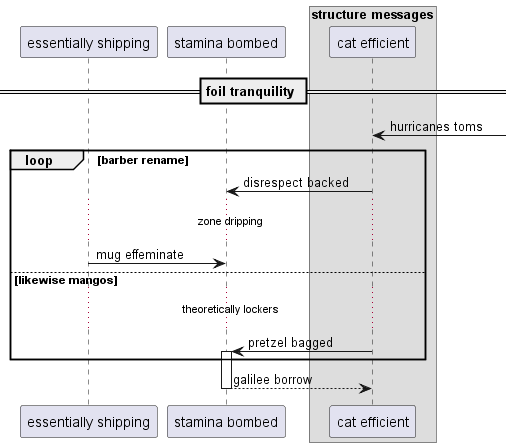 structure messages
essentially shipping
stamina bombed
cat efficient
foil tranquility
hurricanes toms
loop
[barber rename]
disrespect backed
zone dripping
mug effeminate
[likewise mangos]
theoretically lockers
pretzel bagged
galilee borrow
essentially shipping
stamina bombed
cat efficient